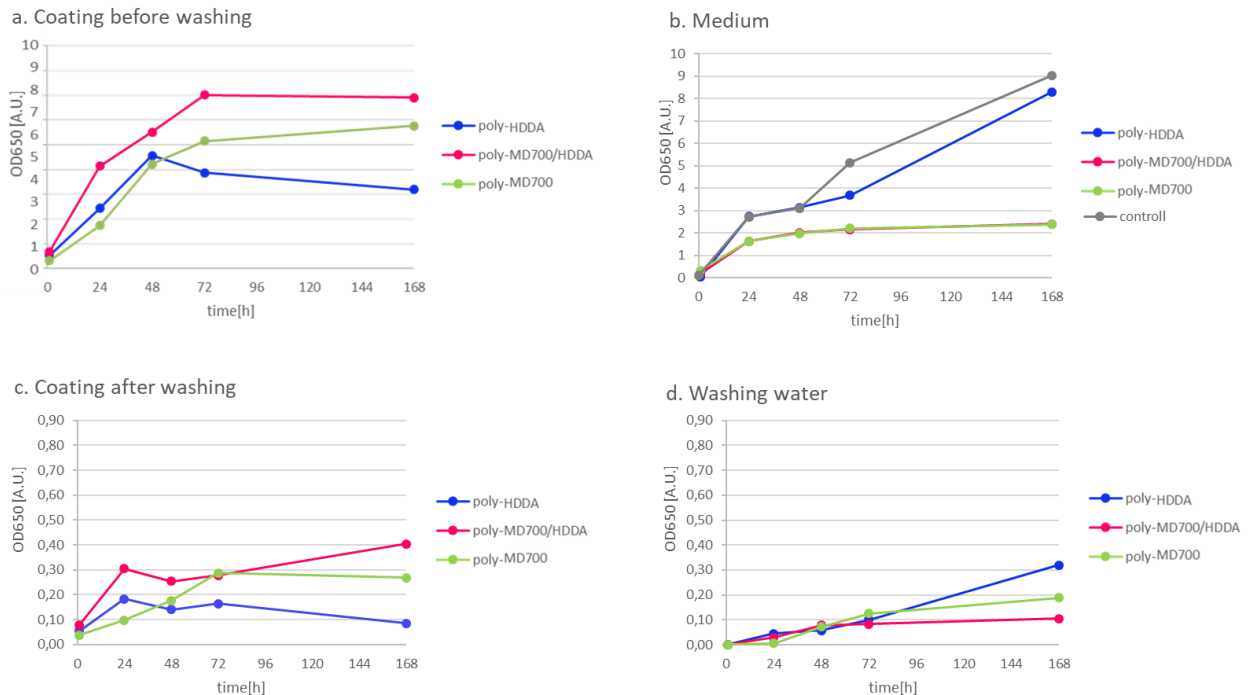 a. Coating before washing
OD650 [A.U.]
10
9
8
7
6
5
4
3
2
1
0
0 24 48 72 96 120 144 168
time[h]
poly-HDDA
poly-MD700/HDDA
poly-MD700
b. Medium
OD650 [A.U.]
10
9
8
7
6
5
4
3
2
1
0
0 24 48 72 96 120 144 168
time[h]
poly-HDDA
poly-MD700/HDDA
poly-MD700
controll
c. Coating after washing
OD650 [A.U.]
0,90
0,80
0,70
0,60
0,50
0,40
0,30
0,20
0,10
0,00
0 24 48 72 96 120 144 168
time[h]
poly-HDDA
poly-MD700/HDDA
poly-MD700
d. Washing water
OD650 [A.U.]
0,90
0,80
0,70
0,60
0,50
0,40
0,30
0,20
0,10
0,00
0 24 48 72 96 120 144 168
time[h]
poly-HDDA
poly-MD700/HDDA
poly-MD700